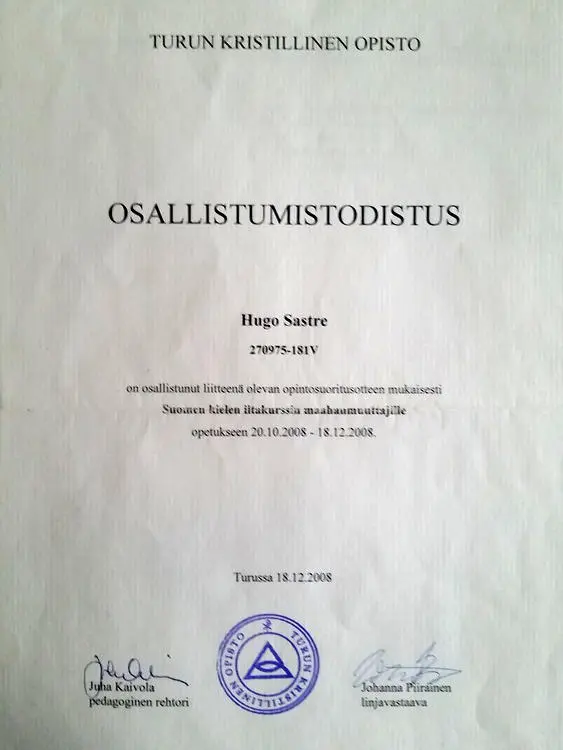 TURUN KRISTILLINEN OPISTO
OSALLISTUMISTODISTUS
Hugo Sastre
270975-181V
on osallistunut liitteenä olevan opintosuoritusotteen mukaisesti
Suomen kielen iltakurssin maahanmuuttajille
opetukseen 20.10.2008 - 18.12.2008.
Turussa 18.12.2008
TURUN KRISTILLINEN OPISTO
Juha Kaivola
pedagoginen rehtori
Johanna Piirainen
linjavastaava